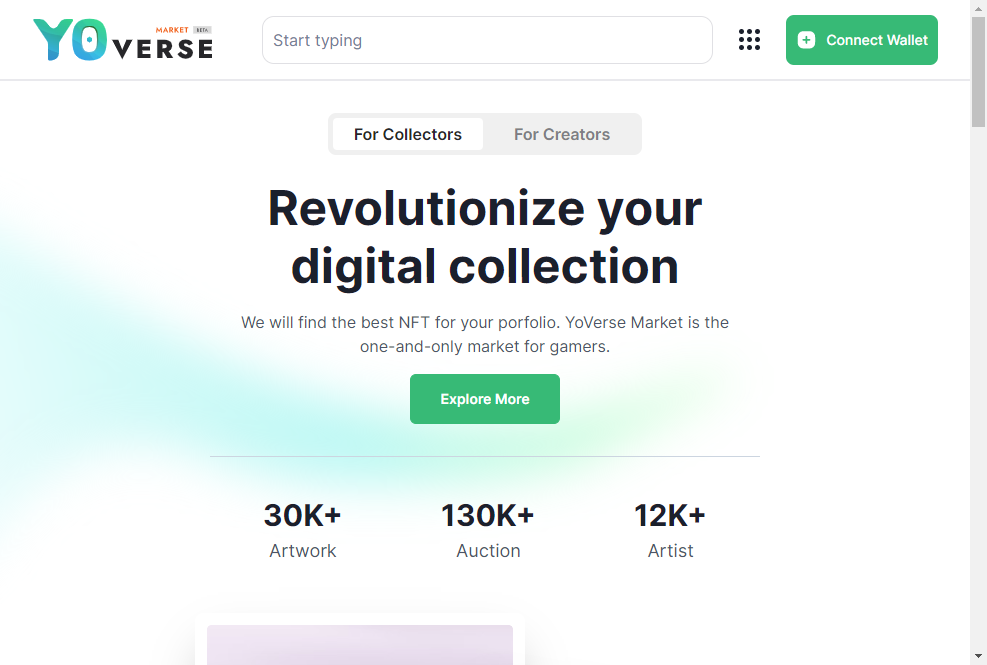 YOVERSE MARKET BETA
Start typing
Connect Wallet
For Collectors
For Creators
Revolutionize your
digital collection
We will find the best NFT for your porfolio. YoVerse Market is the
one-and-only market for gamers.
Explore More
30K+
130K+
12K+
Artwork
Auction
Artist